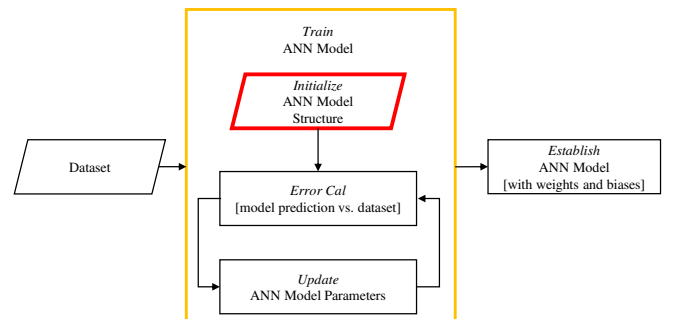 Train
ANN Model
Initialize
ANN Model
Structure
Dataset
Establish
ANN Model
[with weights and biases]
Error Cal
[model prediction vs. dataset]
Update
ANN Model Parameters